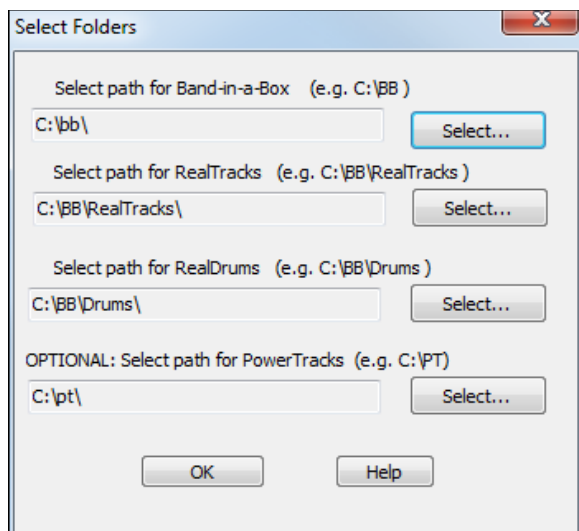 Select Folders
Select path for Band-in-a-Box (e.g. C:\BB )
C:\bb\
Select...
Select path for RealTracks (e.g. C:\BB\RealTracks )
C:\BB\RealTracks\
Select...
Select path for RealDrums (e.g. C:\BB\Drums )
C:\BB\Drums\
Select...
OPTIONAL: Select path for PowerTracks (e.g. C:\PT)
C:\pt\
Select...
OK
Help